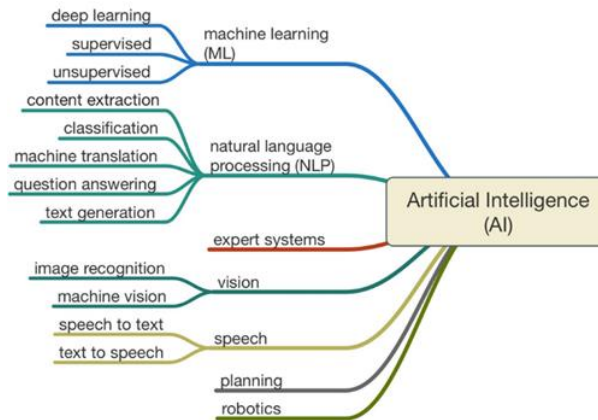 deep learning
supervised
unsupervised
machine learning
(ML)
content extraction
classification
machine translation
question answering
text generation
natural language
processing (NLP)
expert systems
image recognition
machine vision
vision
speech to text
text to speech
speech
planning
robotics
Artificial Intelligence
(AI)